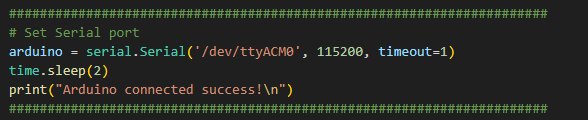 ######################################################################
# Set Serial port
arduino = serial.Serial('/dev/ttyACM0', 115200, timeout=1)
time.sleep(2)
print("Arduino connected success!\n")
######################################################################